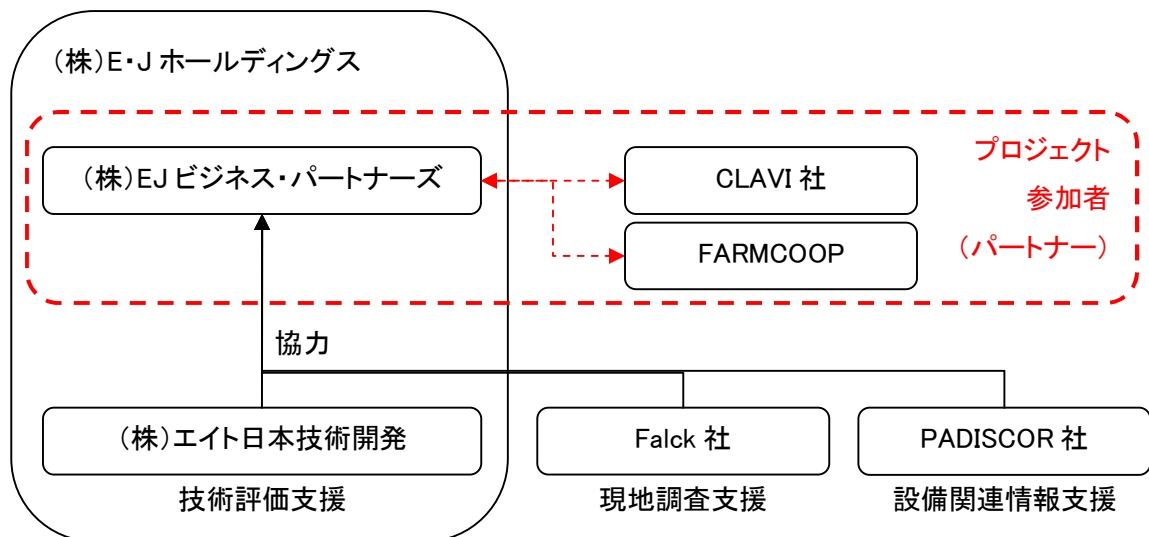 (株)E・J ホールディングス
(株)EJ ビジネス・パートナーズ
CLAVI 社
FARMCOOP
プロジェクト
参加者
(パートナー)
協力
(株)エイト日本技術開発
Falck 社
PADISCOR 社
技術評価支援
現地調査支援
設備関連情報支援